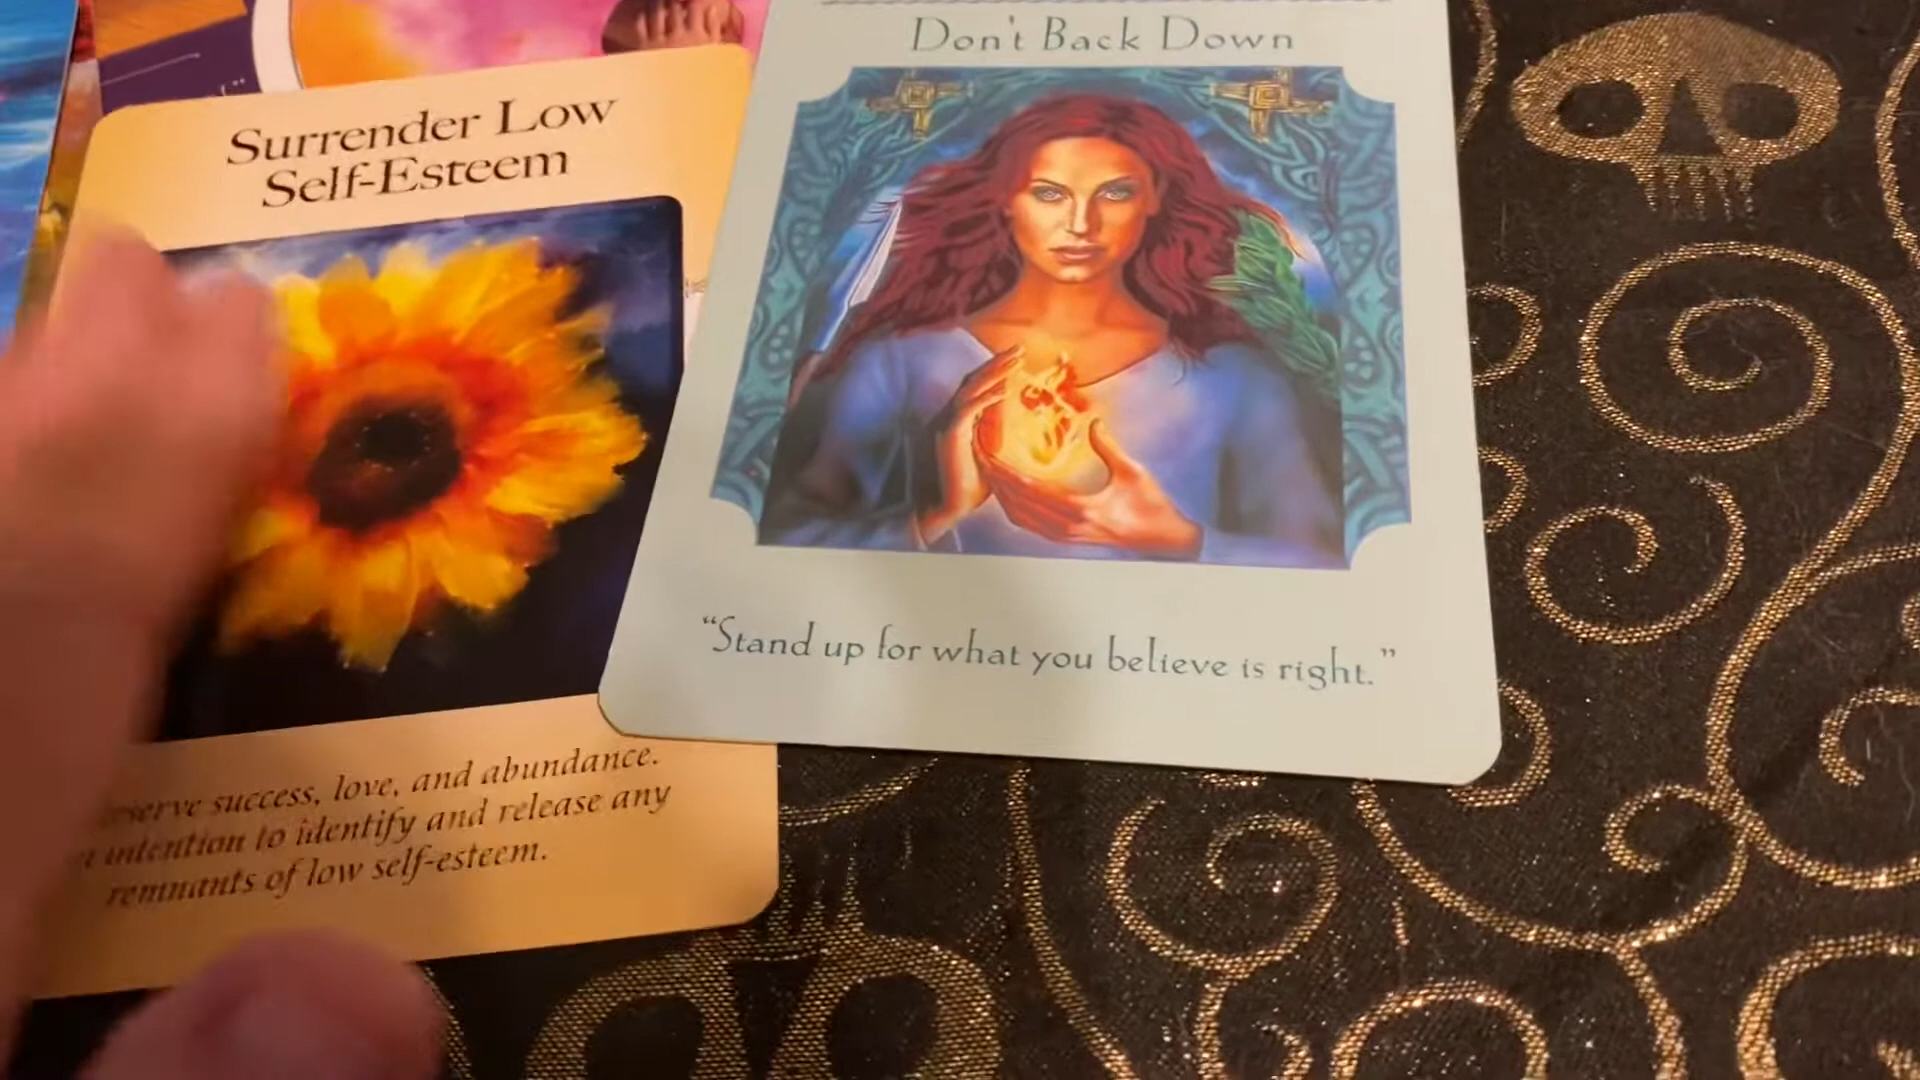 Surrender Low
Self-Esteem
success, love, and abundance.
intention to identify and release any
remnants of low self-esteem.
Don't Back Down
"Stand up for what you believe is right."